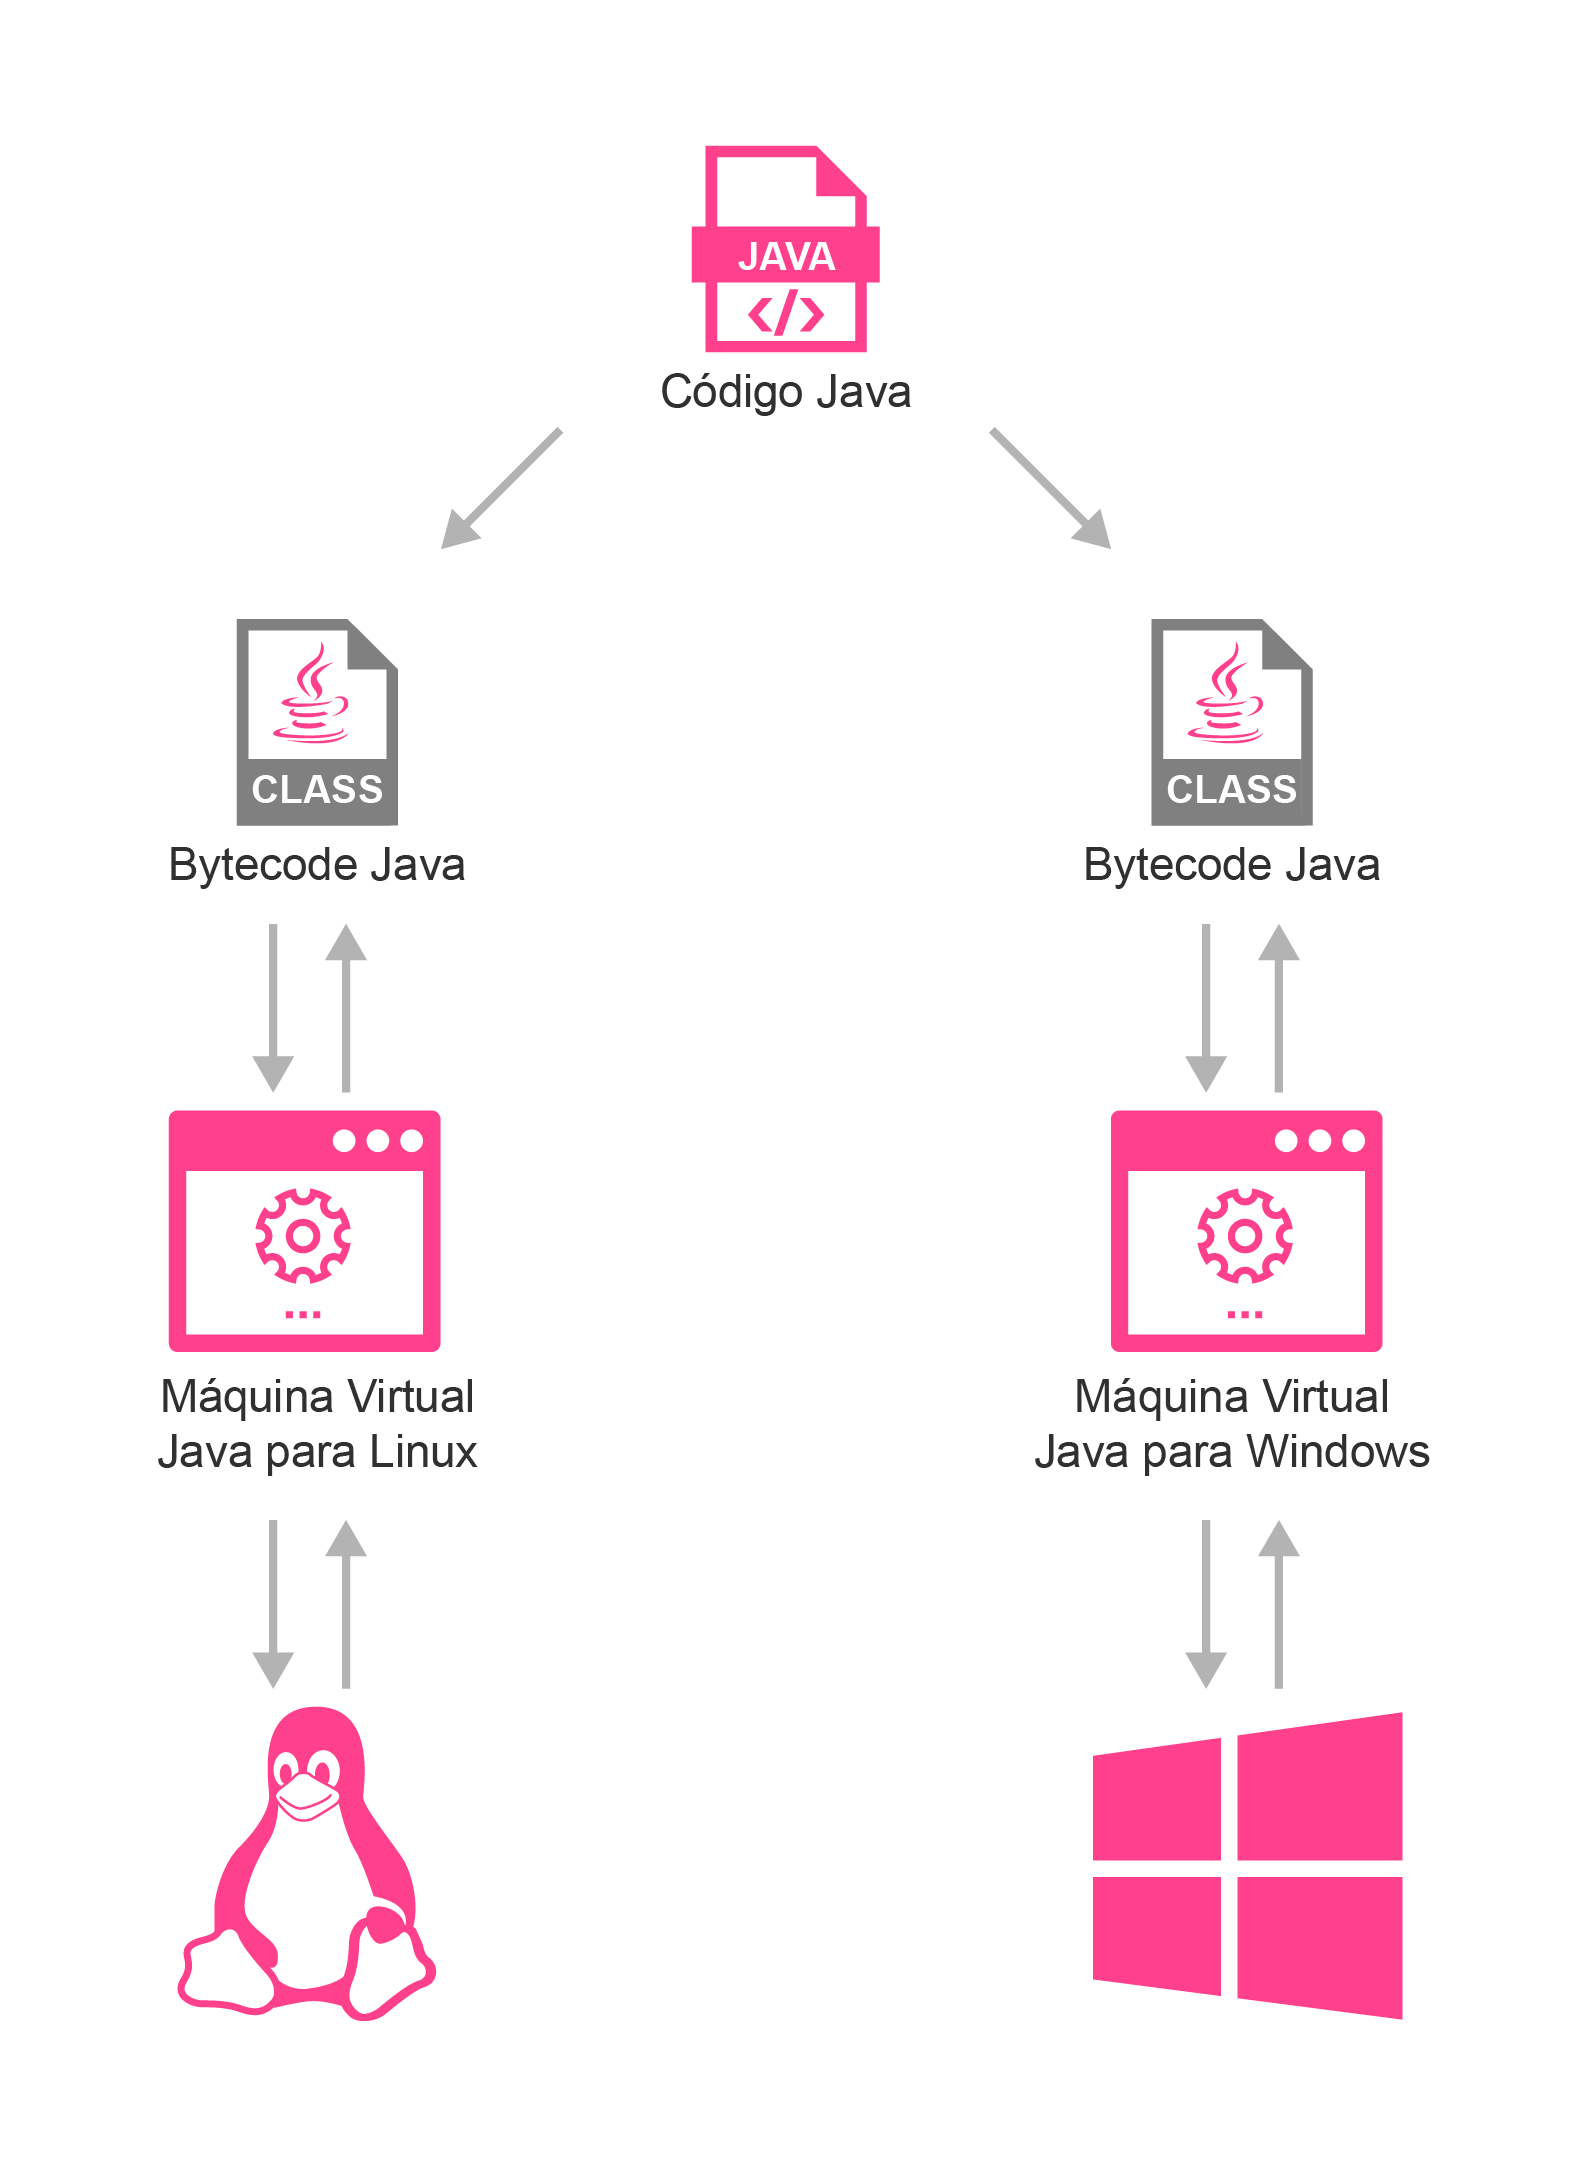 JAVA
Código Java
CLASS
CLASS
Bytecode Java
Bytecode Java
Máquina Virtual
Java para Linux
Máquina Virtual
Java para Windows